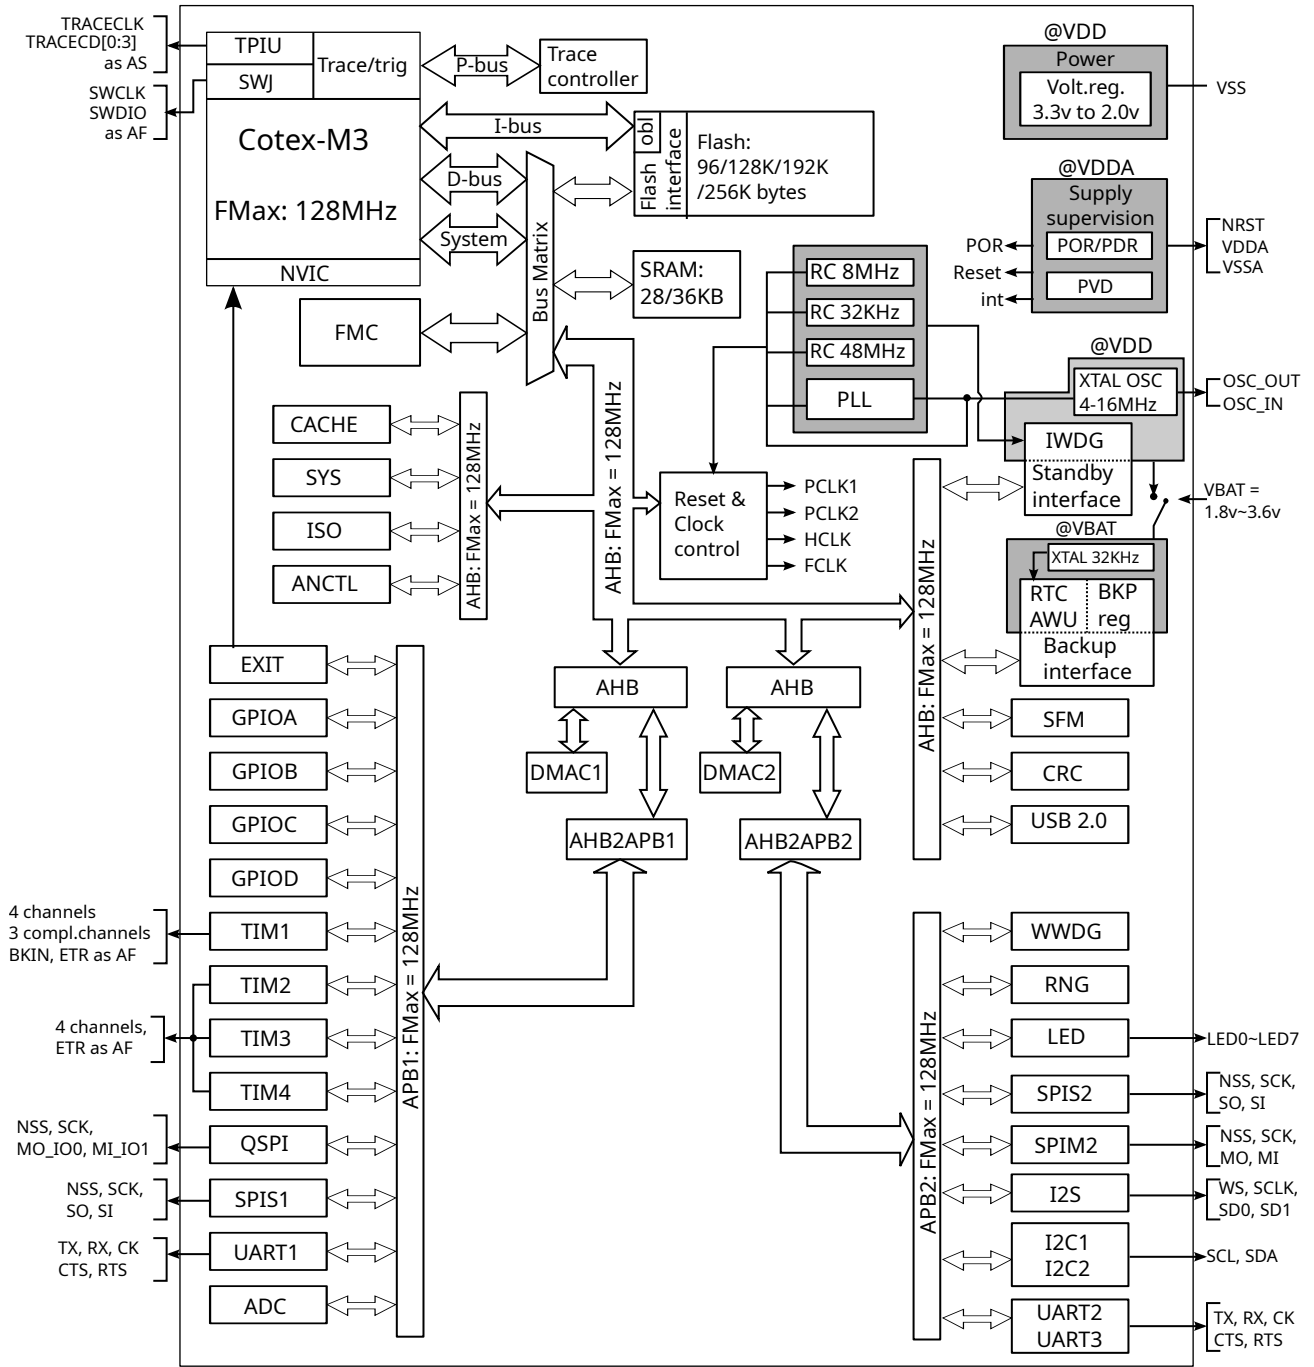 TRACECLK
TRACECD[0:3]
as AS
SWCLK
SWDIO
as AF
TPIU
SWJ
Trace/trig
Cotex-M3
FMax: 128MHz
NVIC
P-bus
Trace
controller
I-bus
D-bus
System
Bus Matrix
obl
Flash
interface
Flash:
96/128K/192K
/256K bytes
SRAM:
28/36KB
FMC
@VDD
Power
Volt.reg.
3.3v to 2.0v
VSS
@VDDA
Supply
supervision
POR/PDR
PVD
POR
Reset
int
NRST
VDDA
VSSA
RC 8MHz
RC 32KHz
RC 48MHz
PLL
@VDD
XTAL OSC
4-16MHz
OSC_OUT
OSC_IN
IWDG
Standby
interface
VBAT =
1.8v~3.6v
@VBAT
XTAL 32KHz
RTC
AWU
BKP
reg
Backup
interface
CACHE
SYS
ISO
ANCTL
AHB: FMax = 128MHz
AHB: FMax = 128MHz
Reset &
Clock
control
PCLK1
PCLK2
HCLK
FCLK
AHB: FMax = 128MHz
SFM
CRC
USB 2.0
AHB
AHB
DMAC1
DMAC2
AHB2APB1
AHB2APB2
EXIT
GPIOA
GPIOB
GPIOC
GPIOD
TIM1
TIM2
TIM3
TIM4
QSPI
SPIS1
UART1
ADC
APB1: FMax = 128MHz
4 channels
3 compl.channels
BKIN, ETR as AF
4 channels,
ETR as AF
NSS, SCK,
MO_IO0, MI_IO1
NSS, SCK,
SO, SI
TX, RX, CK
CTS, RTS
APB2: FMax = 128MHz
WWDG
RNG
LED
SPIS2
SPIM2
I2S
I2C1
I2C2
UART2
UART3
LED0~LED7
NSS, SCK,
SO, SI
NSS, SCK,
MO, MI
WS, SCLK,
SD0, SD1
SCL, SDA
TX, RX, CK
CTS, RTS